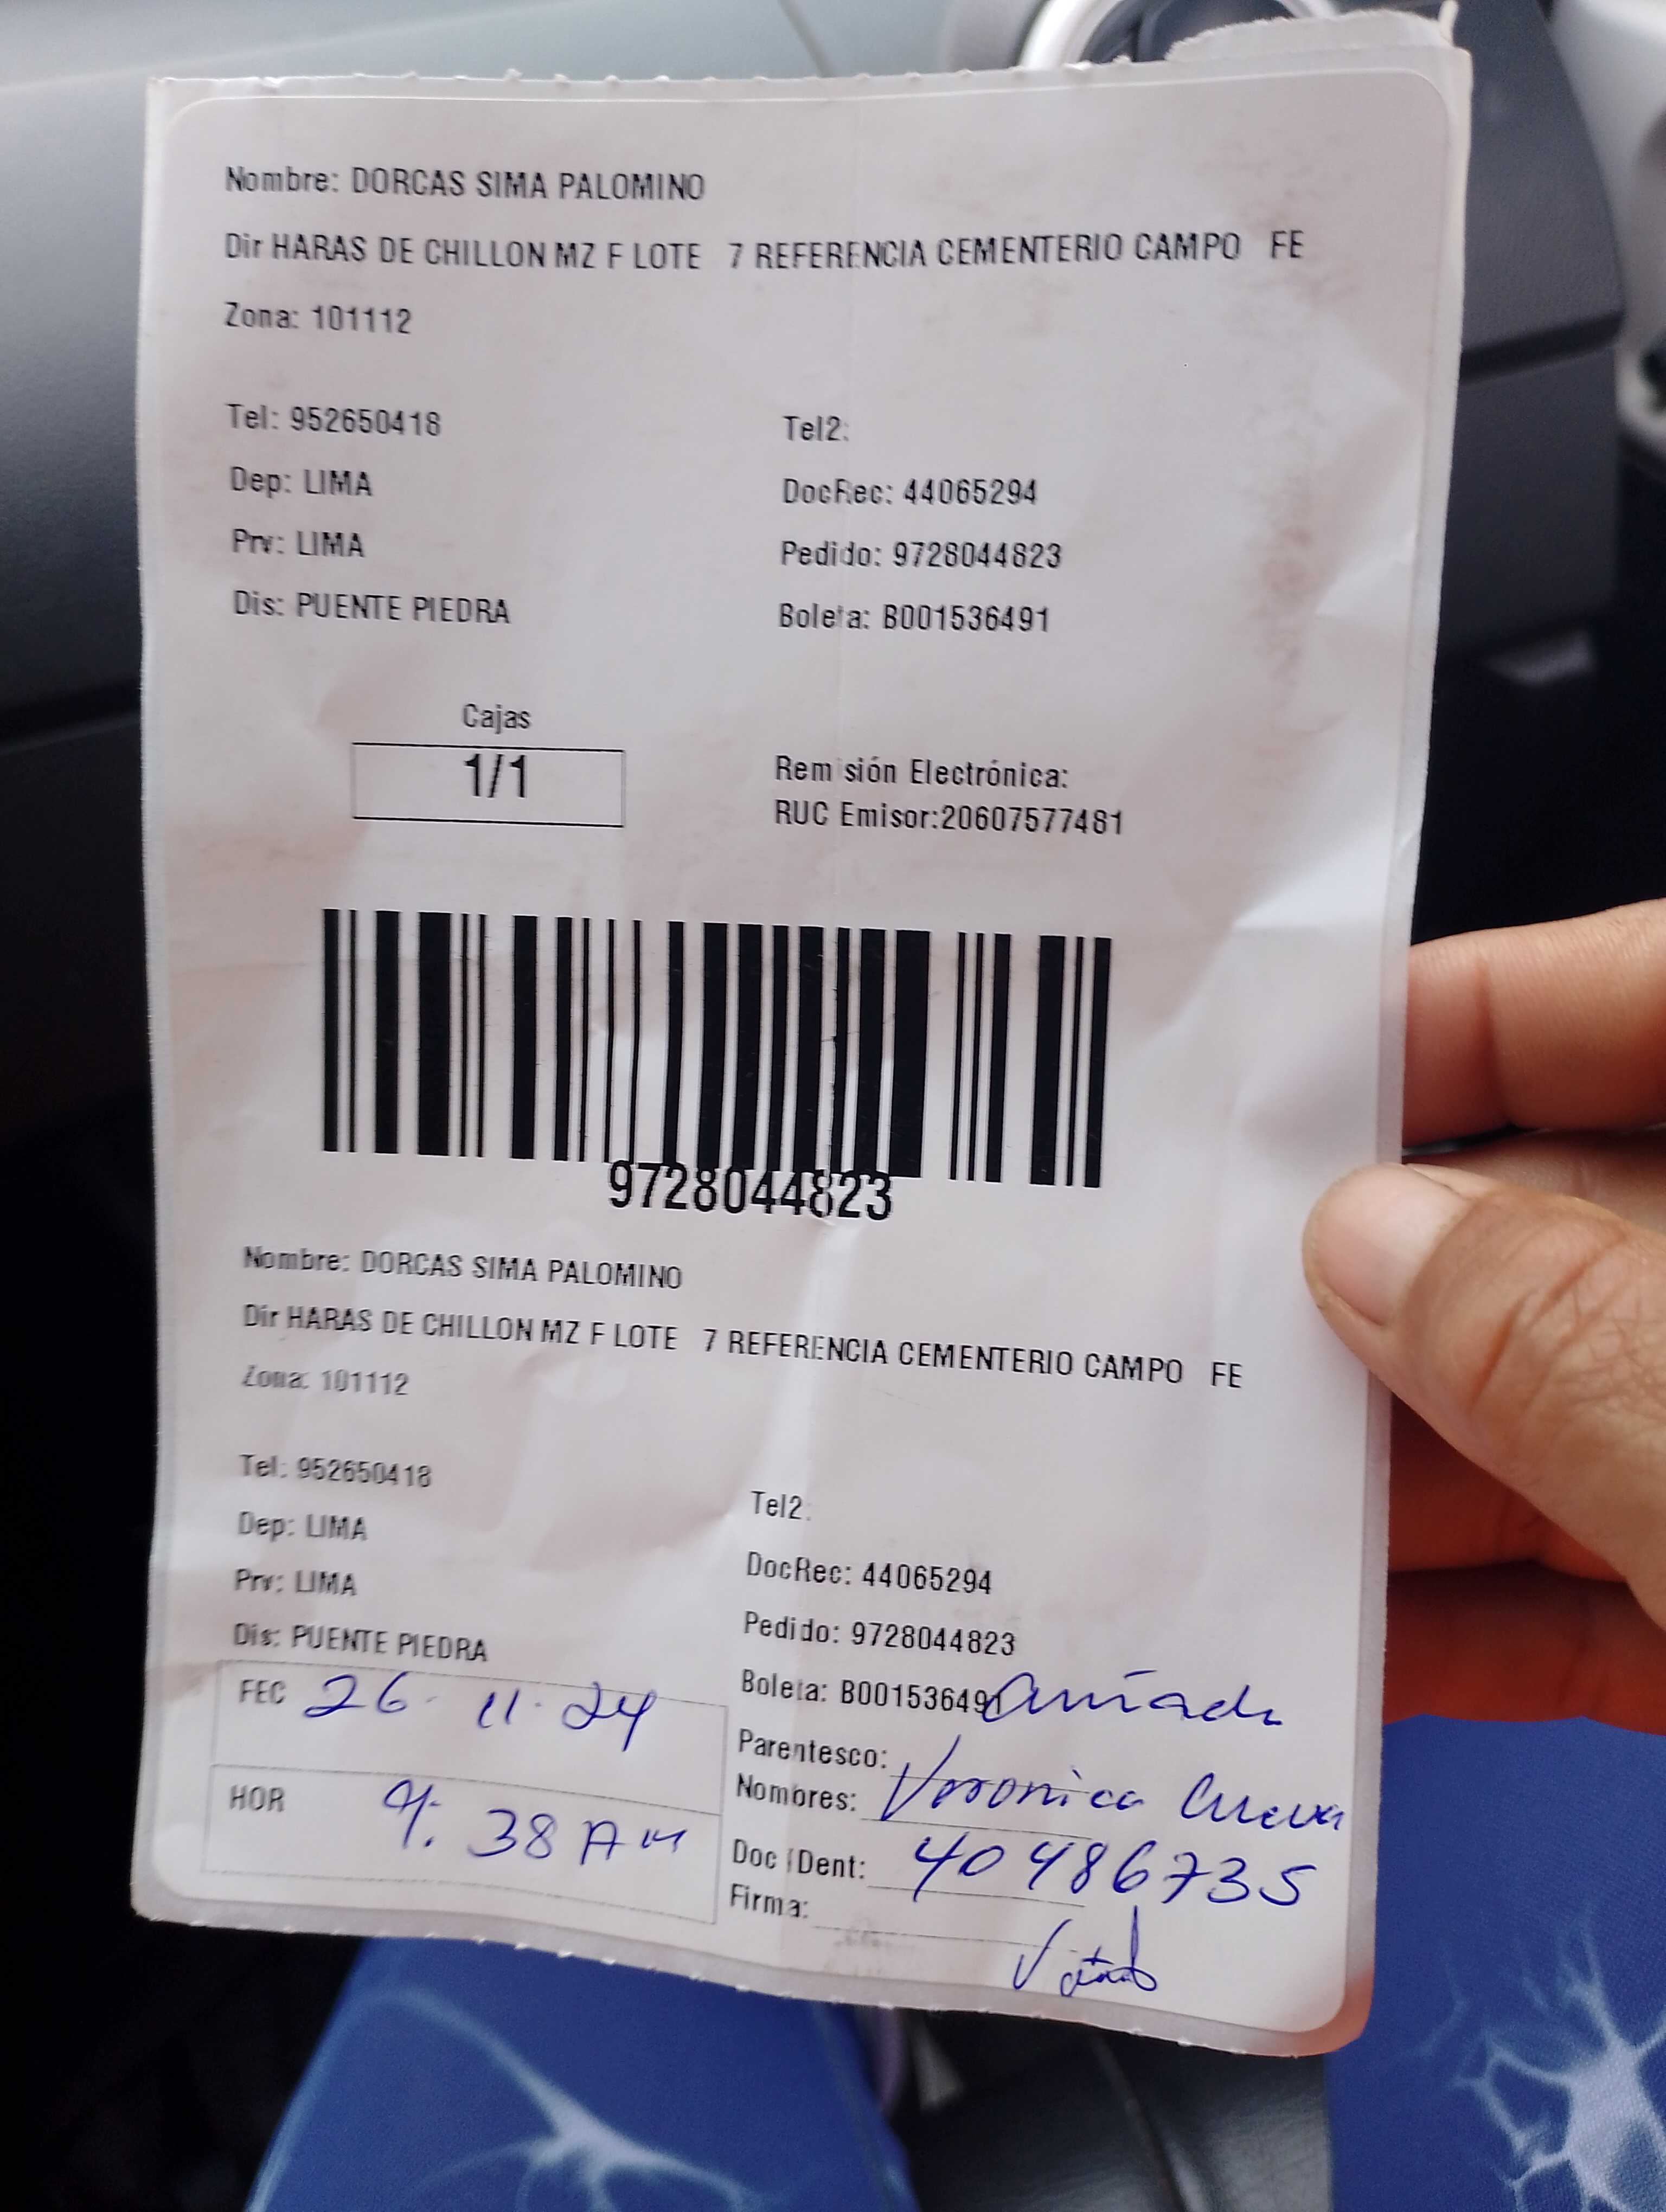 Nombre: DORCAS SIMA PALOMINO
Dir HARAS DE CHILLON MZ F LOTE 7 REFERENCIA CEMENTERIO CAMPO FE
Zona: 101112
Tel: 952650418 Tel2:
Dep: LIMA DocRec: 44065294
Prv: LIMA Pedido: 9728044823
Dis: PUENTE PIEDRA Boleta: B001536491
Cajas
1/1
Remisión Electrónica:
RUC Emisor:20607577481
9728044823
Nombre: DORCAS SIMA PALOMINO
Dir HARAS DE CHILLON MZ F LOTE 7 REFERENCIA CEMENTERIO CAMPO FE
Zona: 101112
Tel: 952650418 Tel2:
Dep: LIMA DocRec: 44065294
Prv: LIMA Pedido: 9728044823
Dis: PUENTE PIEDRA Boleta: B001536491
FEC 26-11-24
Parentesco: Cuñada
Nombres: Veronica Cueva
HOR 9:38 AM
Doc IDent: 40486735
Firma: